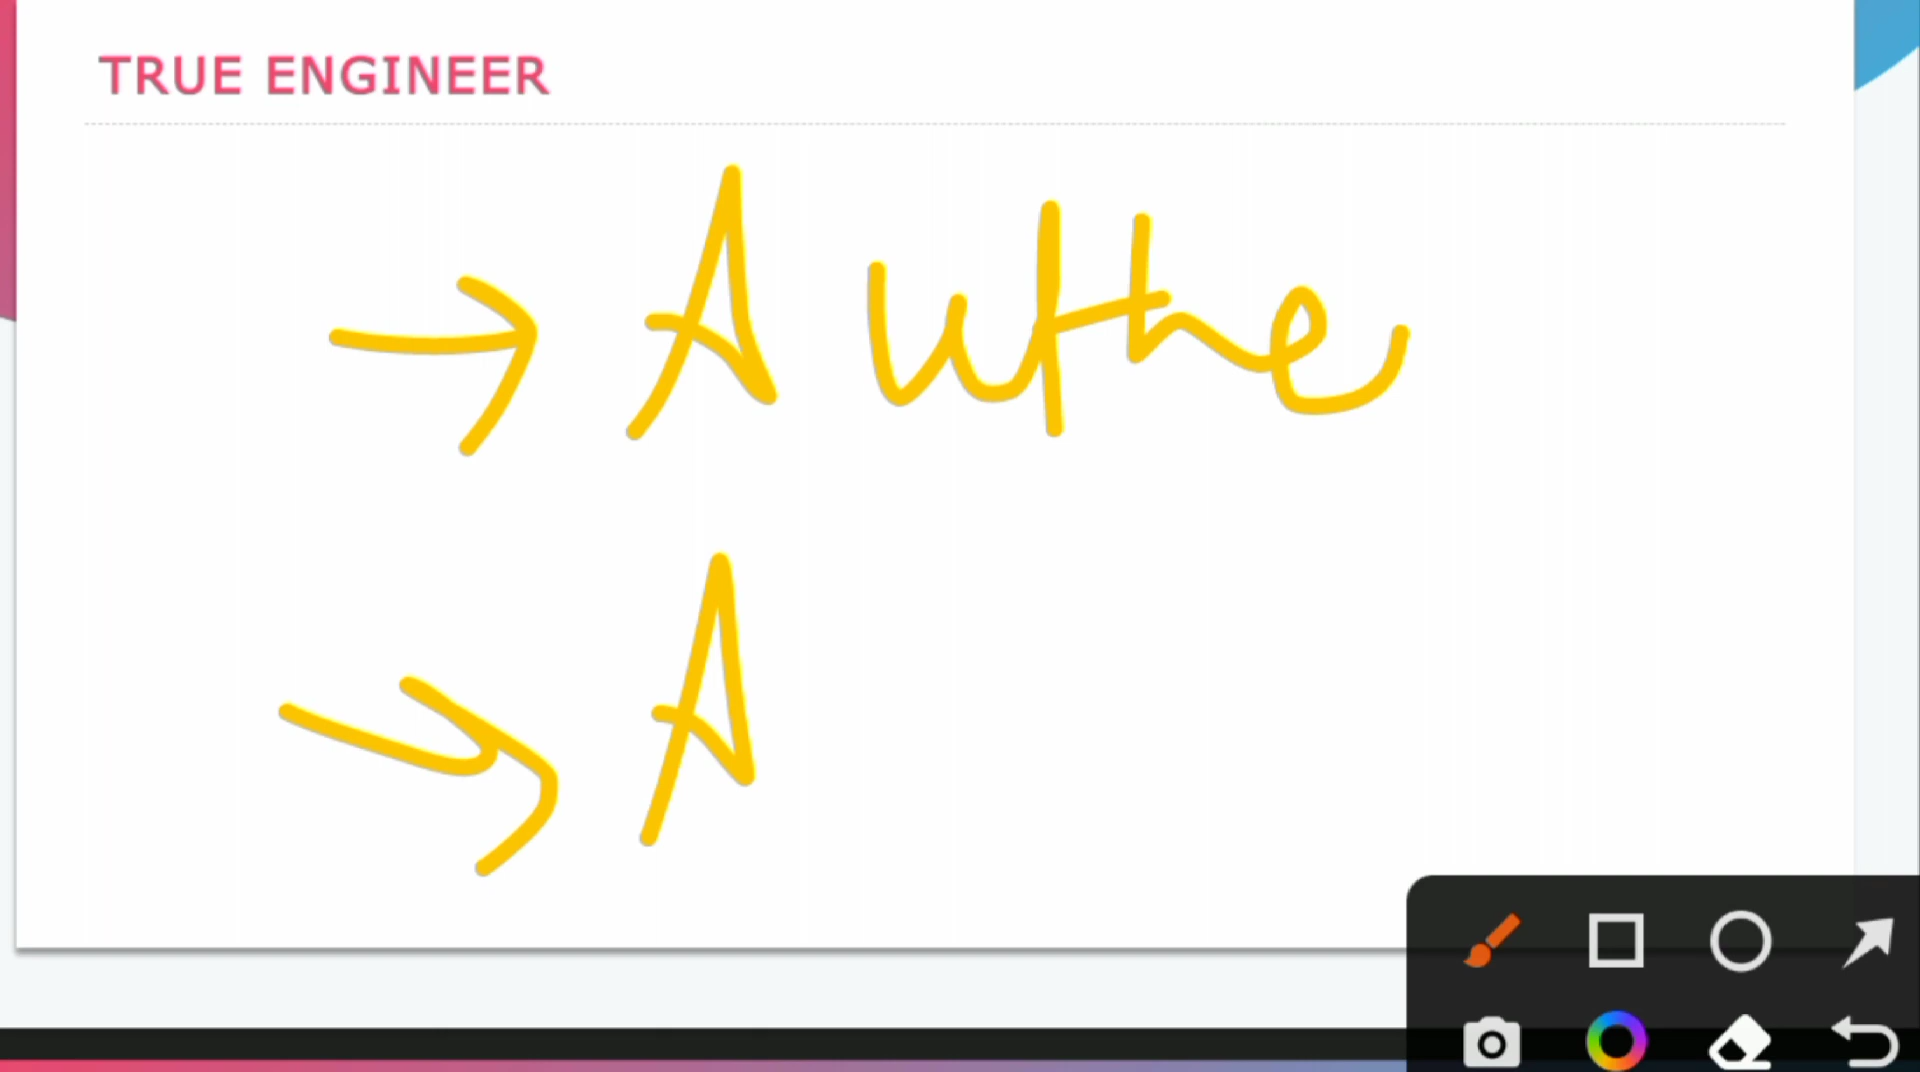 TRUE ENGINEER
→ Authe
→ A